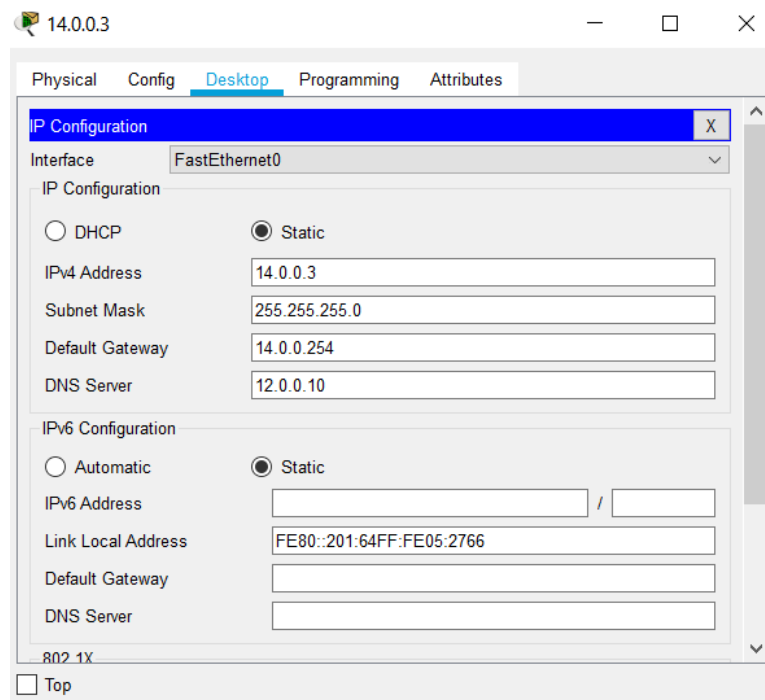 14.0.0.3
Physical Config Desktop Programming Attributes
IP Configuration X
Interface FastEthernet0
IP Configuration
DHCP Static
IPv4 Address 14.0.0.3
Subnet Mask 255.255.255.0
Default Gateway 14.0.0.254
DNS Server 12.0.0.10
IPv6 Configuration
Automatic Static
IPv6 Address /
Link Local Address FE80::201:64FF:FE05:2766
Default Gateway
DNS Server
802.1X
Top